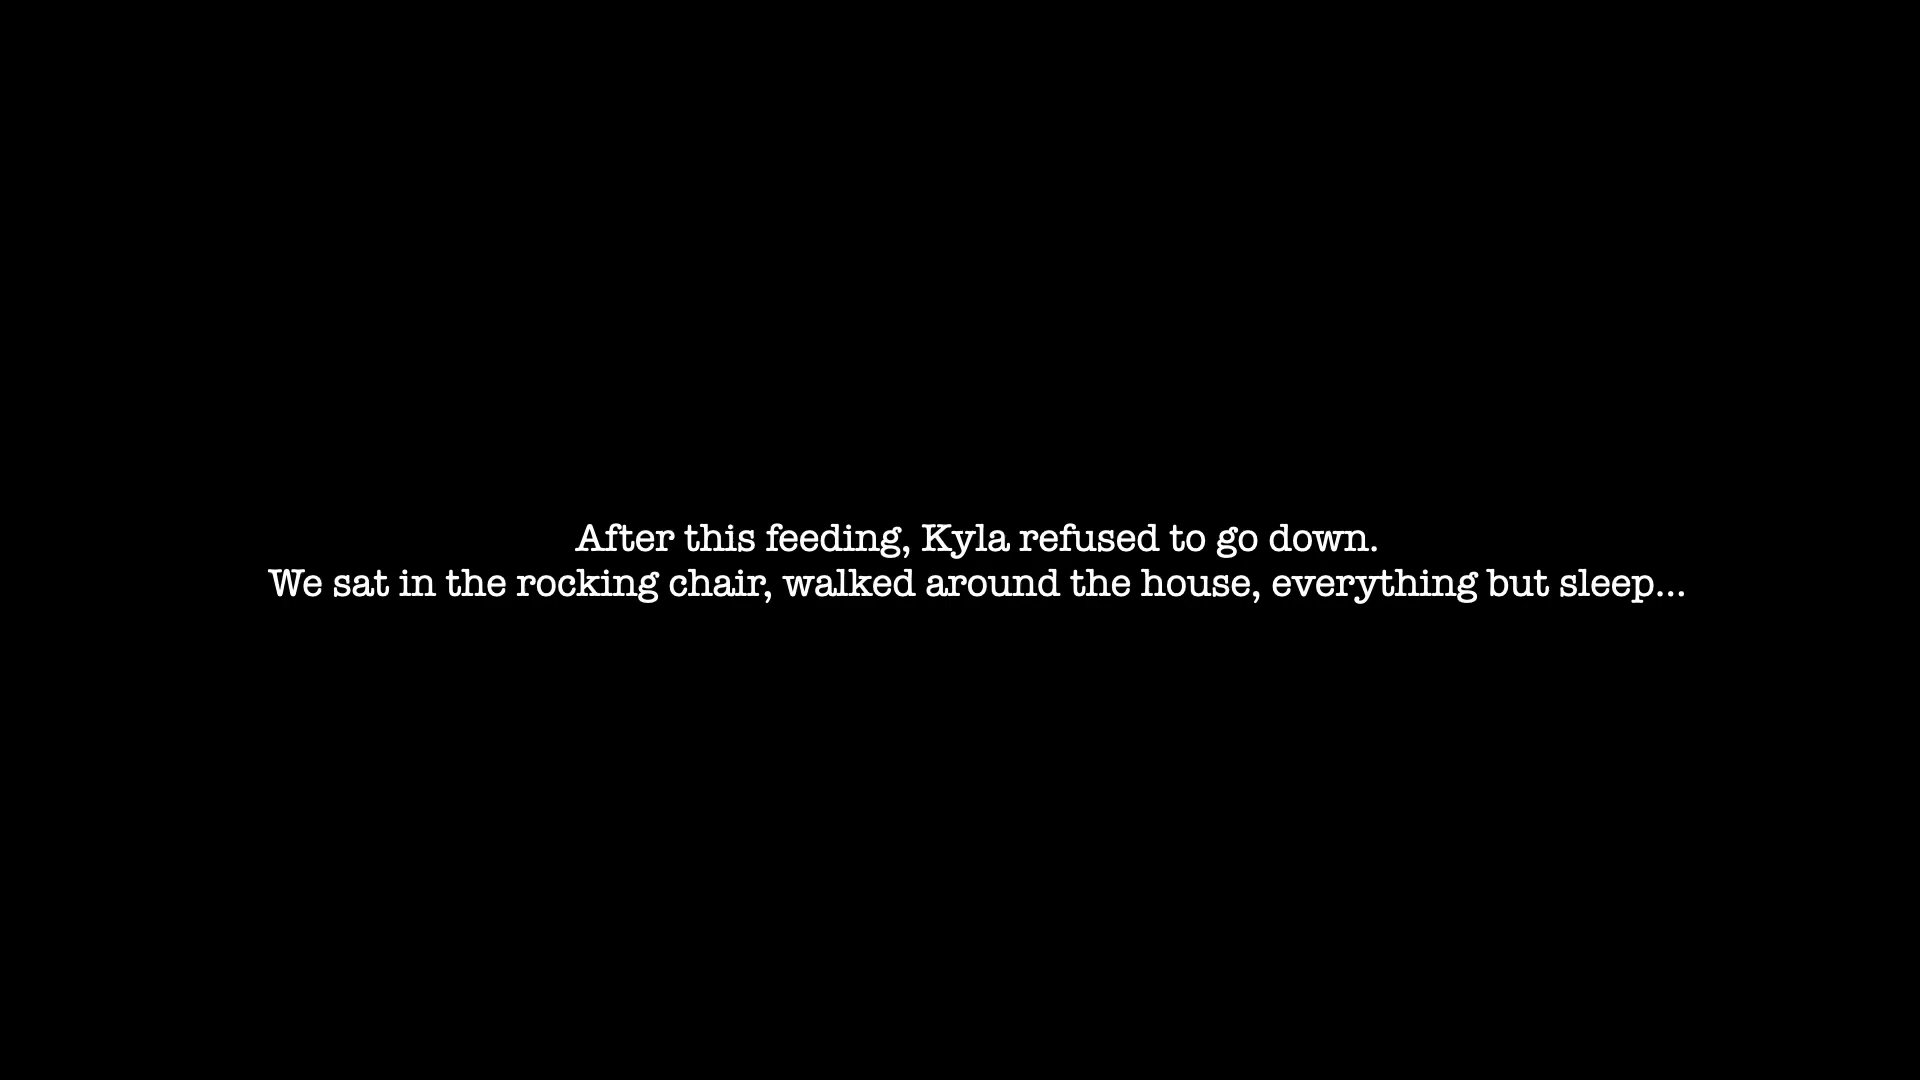 After this feeding, Kyla refused to go down.
We sat in the rocking chair, walked around the house, everything but sleep...